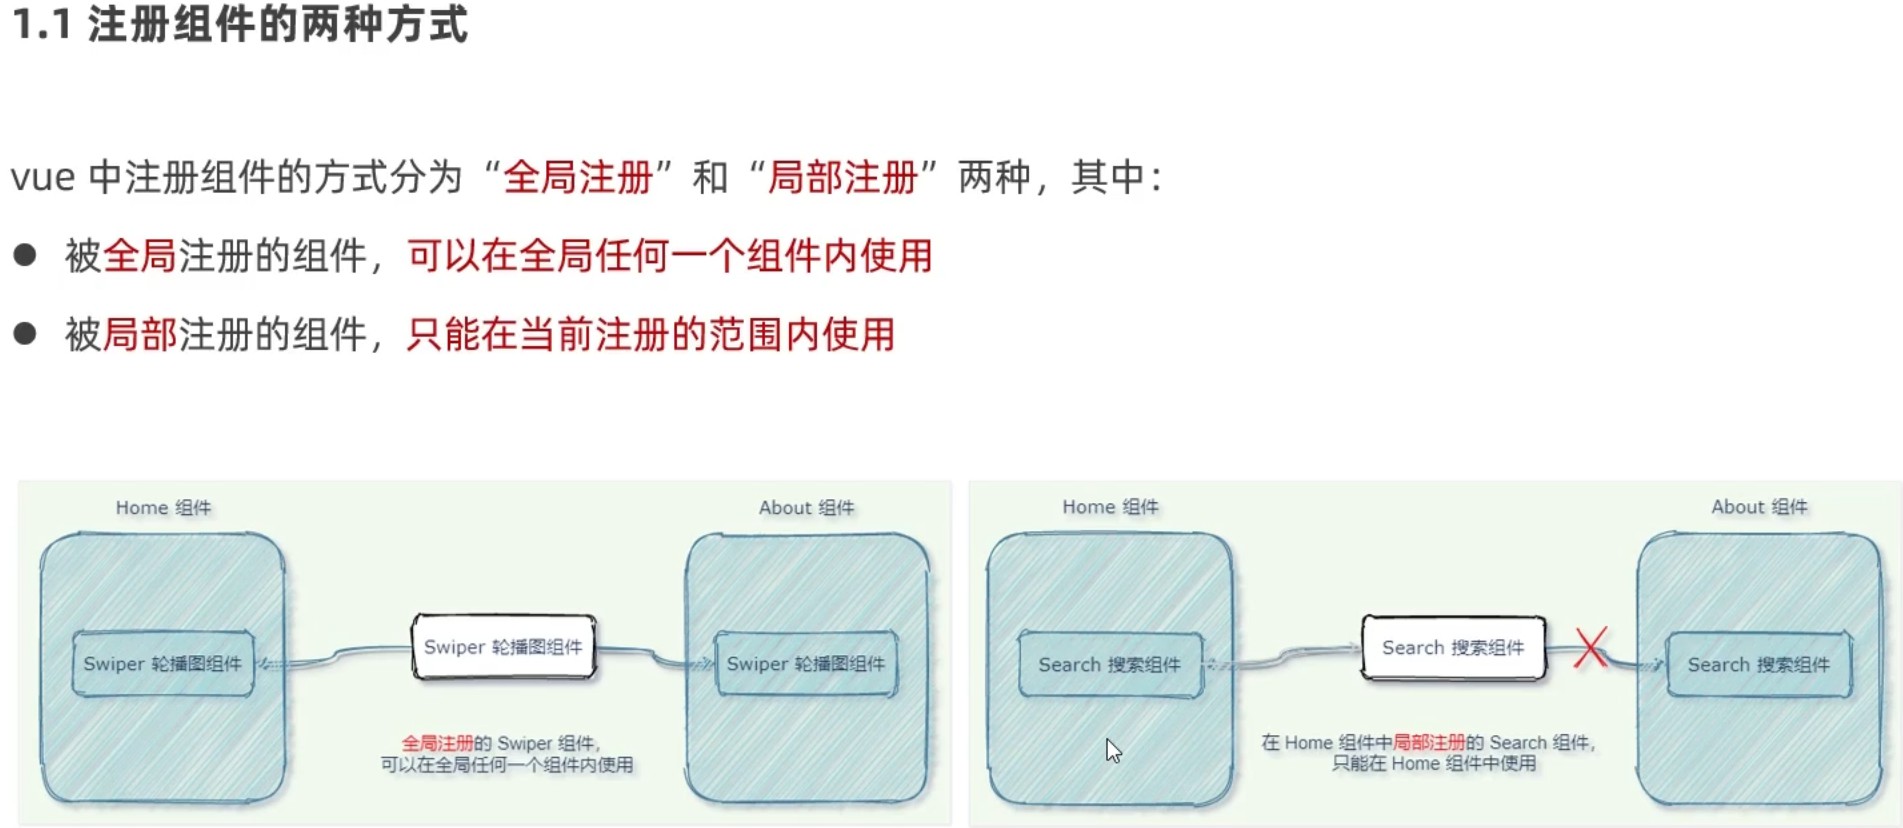 1.1 注册组件的两种方式
vue 中注册组件的方式分为“全局注册”和“局部注册”两种，其中：
● 被全局注册的组件，可以在全局任何一个组件内使用
● 被局部注册的组件，只能在当前注册的范围内使用
Home 组件
About 组件
Swiper 轮播图组件
Swiper 轮播图组件
Swiper 轮播图组件
全局注册的 Swiper 组件，
可以在全局任何一个组件内使用
Home 组件
About 组件
Search 搜索组件
Search 搜索组件
Search 搜索组件
在 Home 组件中局部注册的 Search 组件，
只能在 Home 组件中使用